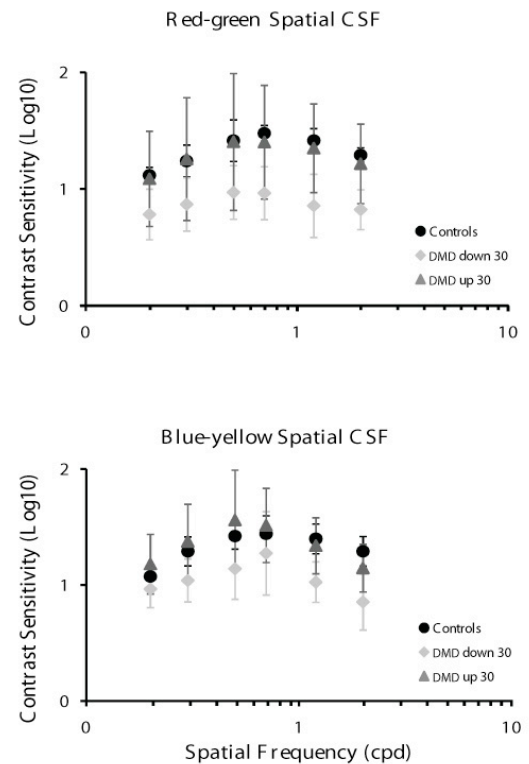 Red-green Spatial CSF
Contrast Sensitivity (Log10)
2
1
0
0
1
10
Controls
DMD down 30
DMD up 30
Blue-yellow Spatial CSF
Contrast Sensitivity (Log10)
2
1
0
0
1
10
Controls
DMD down 30
DMD up 30
Spatial Frequency (cpd)